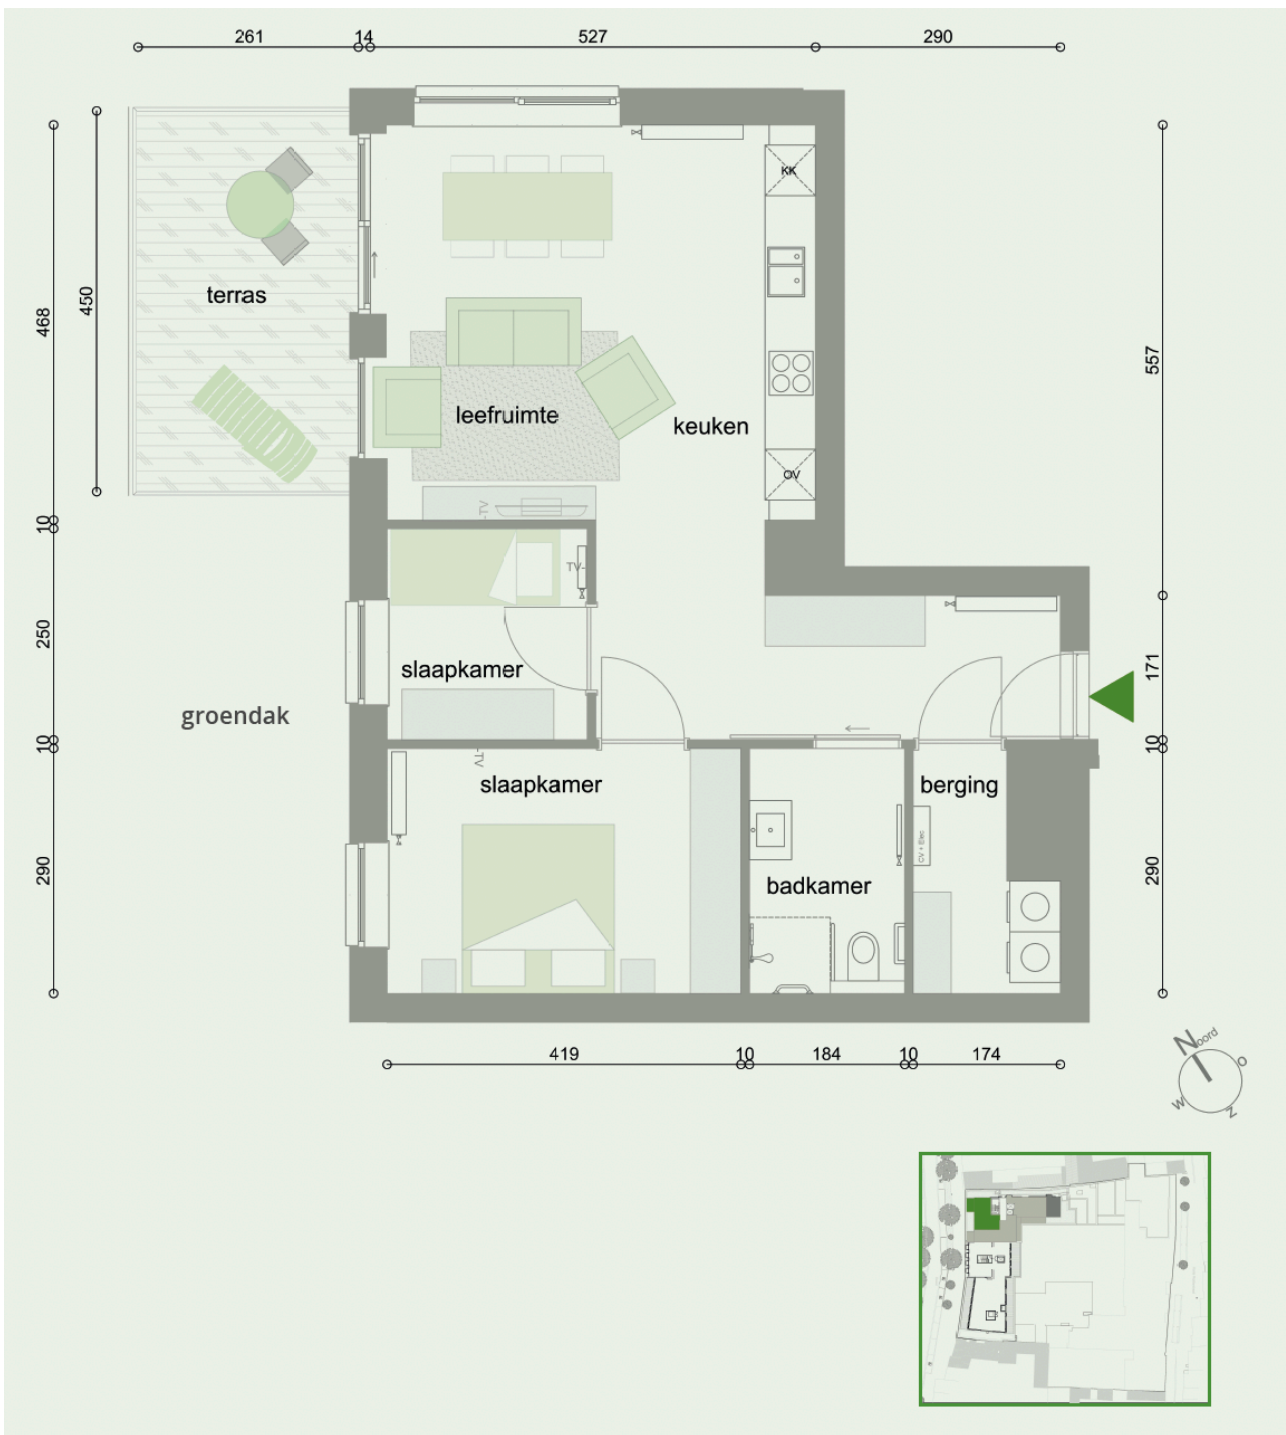 261 14 527 290
KK
terras
450
468
557
leefruimte
keuken
OV
TV
10
TV
250
slaapkamer
171
groendak
10
10
TV
slaapkamer
berging
CV + Elec
290
badkamer
290
419 10 184 10 174
Noord
O
W
Z